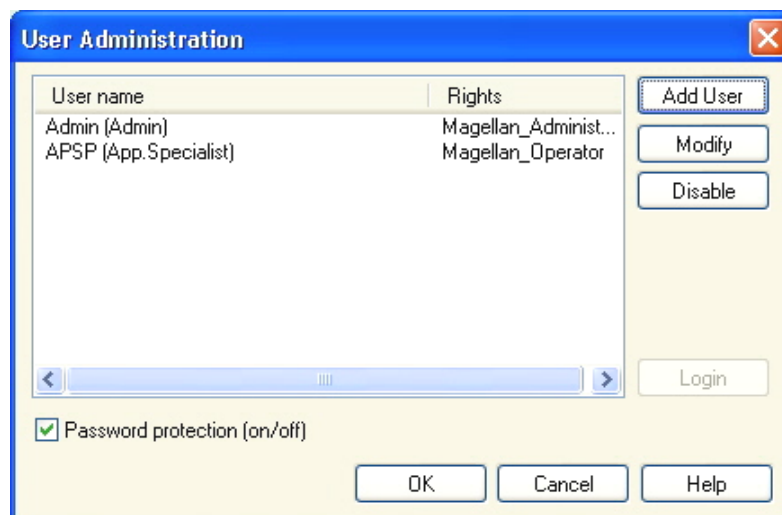 User Administration
User name Rights
Admin (Admin) Magellan_Administ...
APSP (App.Specialist) Magellan_Operator
Add User
Modify
Disable
Login
Password protection (on/off)
OK Cancel Help